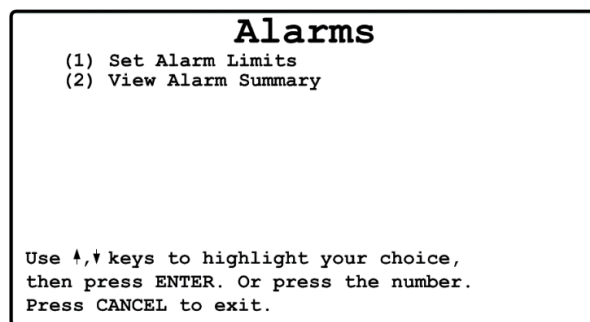 Alarms
(1) Set Alarm Limits
(2) View Alarm Summary
Use ↑,↓ keys to highlight your choice,
then press ENTER. Or press the number.
Press CANCEL to exit.